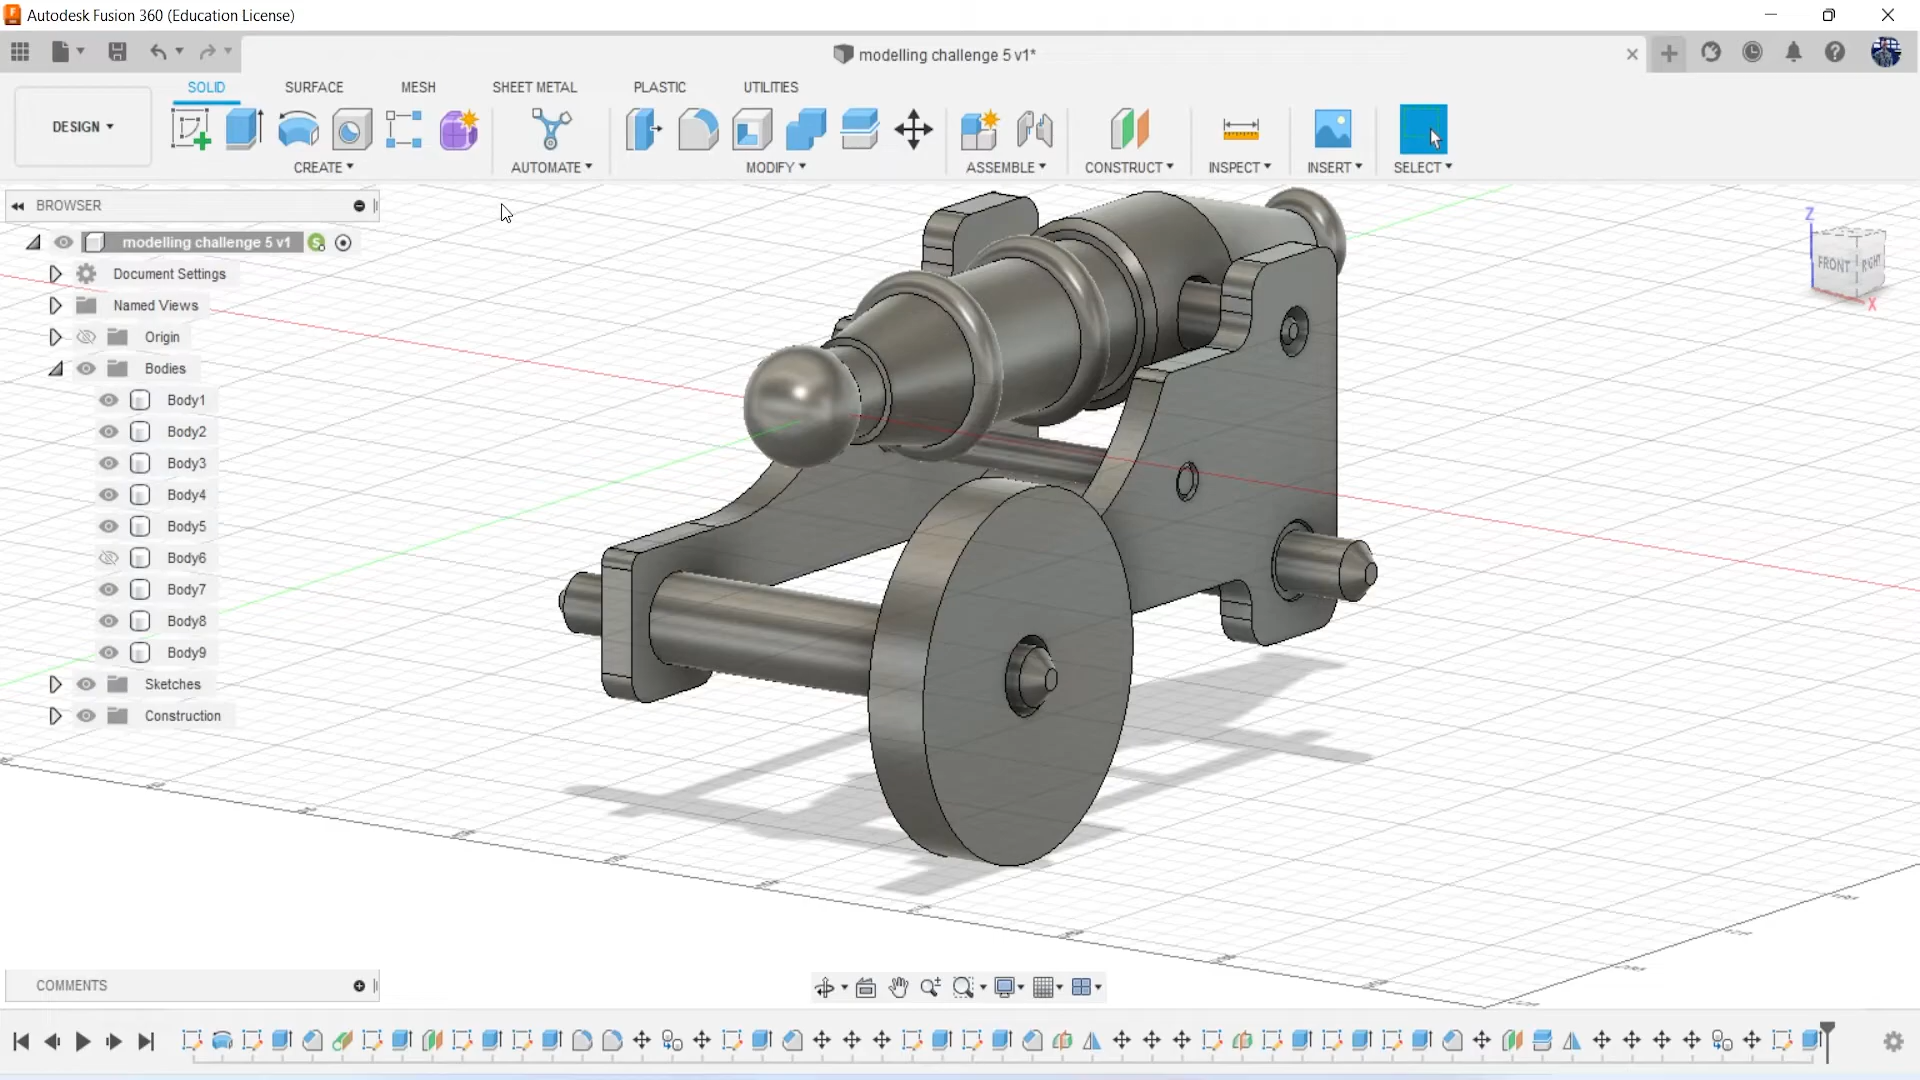 Autodesk Fusion 360 (Education License)
modelling challenge 5 v1*
SOLID SURFACE MESH SHEET METAL PLASTIC UTILITIES
DESIGN
CREATE AUTOMATE MODIFY ASSEMBLE CONSTRUCT INSPECT INSERT SELECT
BROWSER
modelling challenge 5 v1
Document Settings
Named Views
Origin
Bodies
Body1
Body2
Body3
Body4
Body5
Body6
Body7
Body8
Body9
Sketches
Construction
Z
FRONT RIGHT
X
COMMENTS